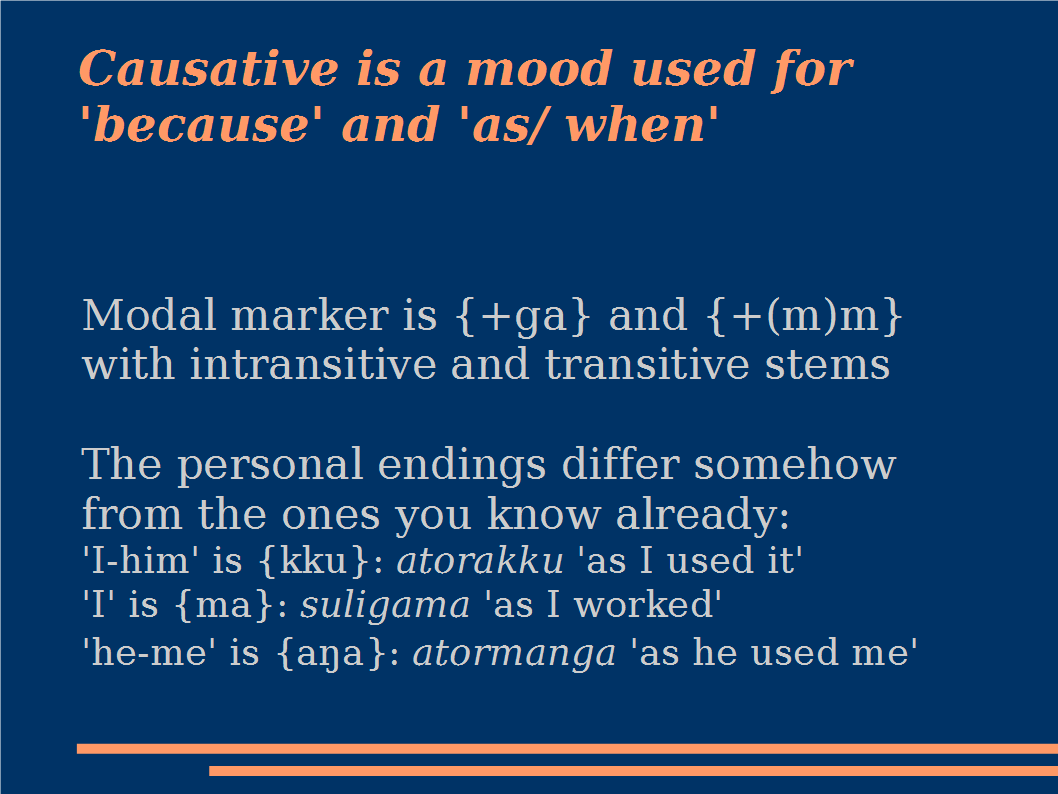 Causative is a mood used for
'because' and 'as/ when'
Modal marker is {+ga} and {+(m)m}
with intransitive and transitive stems
The personal endings differ somehow
from the ones you know already:
'I-him' is {kku}: atorakku 'as I used it'
'I' is {ma}: suligama 'as I worked'
'he-me' is {aŋa}: atormanga 'as he used me'